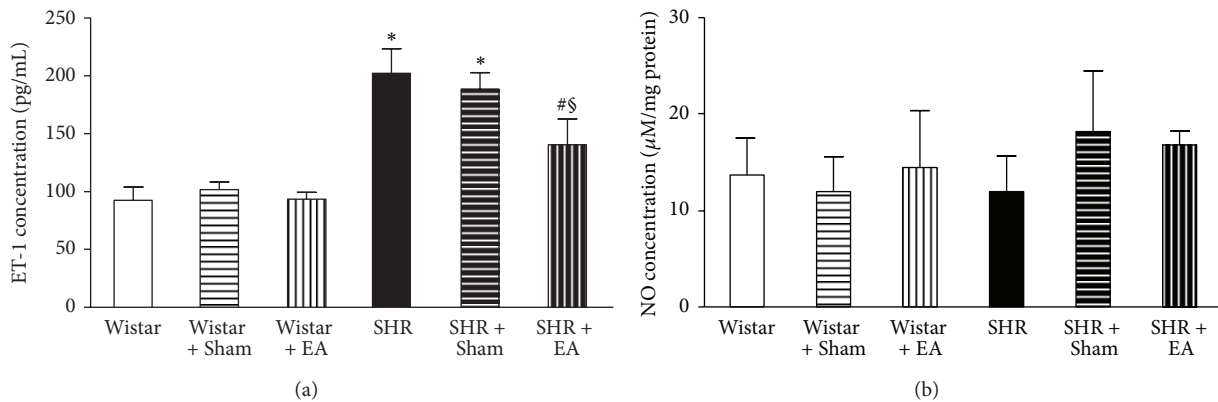 250
200
150
100
50
0
ET-1 concentration (pg/mL)
*
*
#§
Wistar
Wistar
+ Sham
Wistar
+ EA
SHR
SHR +
Sham
SHR +
EA
(a)
30
20
10
0
NO concentration (µM/mg protein)
Wistar
Wistar
+ Sham
Wistar
+ EA
SHR
SHR +
Sham
SHR +
EA
(b)